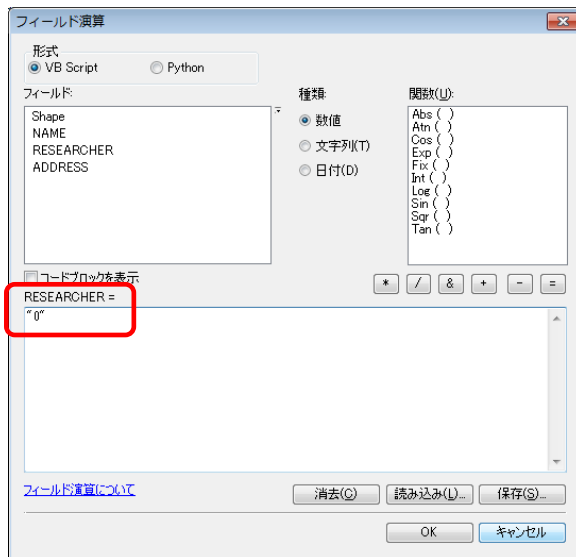 フィールド演算
形式
VB Script Python
フィールド: 種類: 関数(U):
Shape
NAME
RESEARCHER
ADDRESS
数値
文字列(T)
日付(D)
Abs ( )
Atn ( )
Cos ( )
Exp ( )
Fix ( )
Int ( )
Log ( )
Sin ( )
Sqr ( )
Tan ( )
コードブロックを表示
* / & + - =
RESEARCHER =
"0"
フィールド演算について
消去(C) 読み込み(L)... 保存(S)...
OK キャンセル